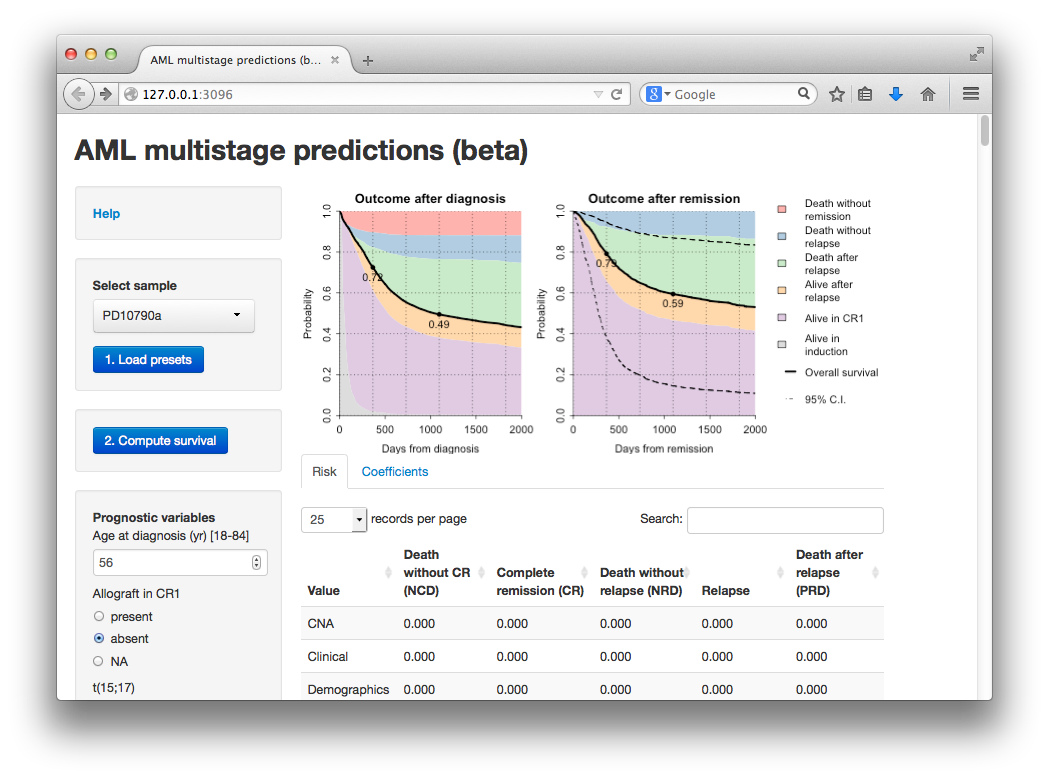 AML multistage predictions (b...
127.0.0.1:3096
Google
AML multistage predictions (beta)
Help
Select sample
PD10790a
1. Load presets
2. Compute survival
Prognostic variables
Age at diagnosis (yr) [18-84]
56
Allograft in CR1
present
absent
NA
t(15;17)
Outcome after diagnosis
Probability
1.0
0.8
0.6
0.4
0.2
0.0
0.72
0.49
0 500 1000 1500 2000
Days from diagnosis
Outcome after remission
Probability
1.0
0.8
0.6
0.4
0.2
0.0
0.79
0.59
0 500 1000 1500 2000
Days from remission
Death without
remission
Death without
relapse
Death after
relapse
Alive after
relapse
Alive in CR1
Alive in
induction
Overall survival
95% C.I.
Risk Coefficients
25 records per page Search:
Value Death without CR (NCD) Complete remission (CR) Death without relapse (NRD) Relapse Death after relapse (PRD)
CNA 0.000 0.000 0.000 0.000 0.000
Clinical 0.000 0.000 0.000 0.000 0.000
Demographics 0.000 0.000 0.000 0.000 0.000